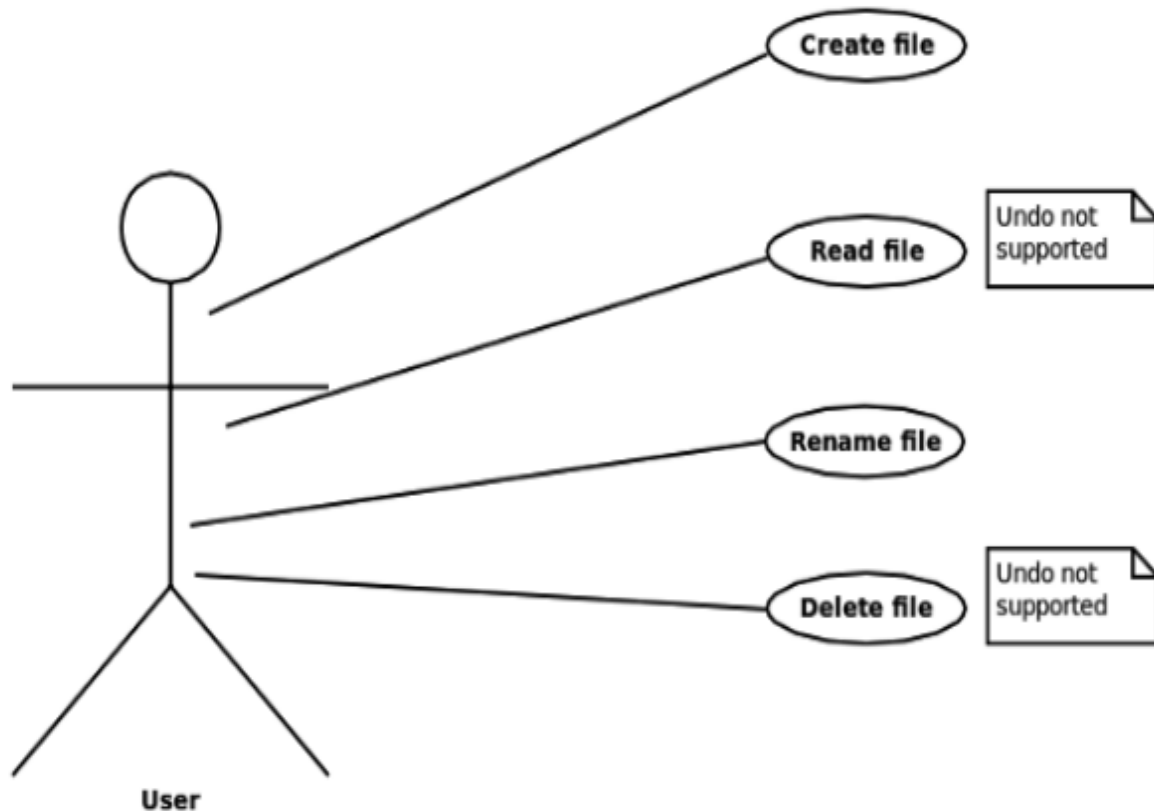 Create file
Read file
Undo not
supported
Rename file
Delete file
Undo not
supported
User